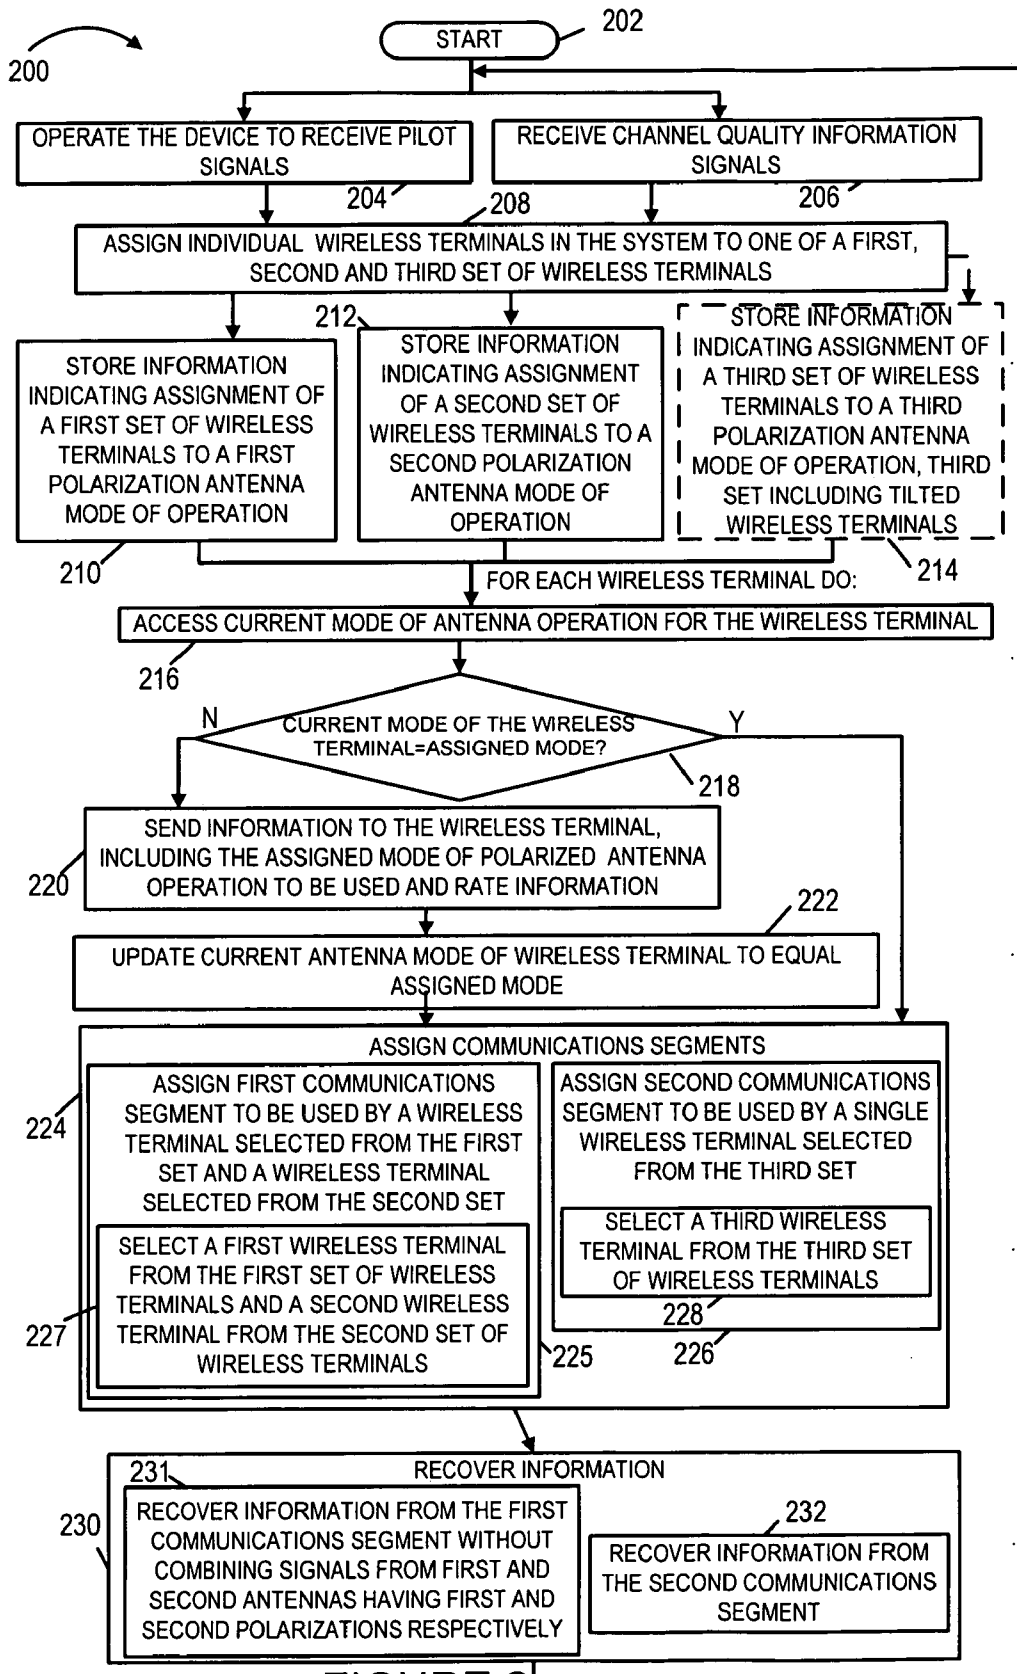 202
START
200
OPERATE THE DEVICE TO RECEIVE PILOT
SIGNALS
204
RECEIVE CHANNEL QUALITY INFORMATION
SIGNALS
206
208
ASSIGN INDIVIDUAL WIRELESS TERMINALS IN THE SYSTEM TO ONE OF A FIRST,
SECOND AND THIRD SET OF WIRELESS TERMINALS
STORE INFORMATION
INDICATING ASSIGNMENT OF
A FIRST SET OF WIRELESS
TERMINALS TO A FIRST
POLARIZATION ANTENNA
MODE OF OPERATION
210
212
STORE INFORMATION
INDICATING ASSIGNMENT
OF A SECOND SET OF
WIRELESS TERMINALS TO A
SECOND POLARIZATION
ANTENNA MODE OF
OPERATION
STORE INFORMATION
INDICATING ASSIGNMENT OF
A THIRD SET OF WIRELESS
TERMINALS TO A THIRD
POLARIZATION ANTENNA
MODE OF OPERATION, THIRD
SET INCLUDING TILTED
WIRELESS TERMINALS
214
FOR EACH WIRELESS TERMINAL DO:
ACCESS CURRENT MODE OF ANTENNA OPERATION FOR THE WIRELESS TERMINAL
216
N
CURRENT MODE OF THE WIRELESS
TERMINAL=ASSIGNED MODE?
Y
218
SEND INFORMATION TO THE WIRELESS TERMINAL,
INCLUDING THE ASSIGNED MODE OF POLARIZED ANTENNA
OPERATION TO BE USED AND RATE INFORMATION
220
222
UPDATE CURRENT ANTENNA MODE OF WIRELESS TERMINAL TO EQUAL
ASSIGNED MODE
ASSIGN COMMUNICATIONS SEGMENTS
224
ASSIGN FIRST COMMUNICATIONS
SEGMENT TO BE USED BY A WIRELESS
TERMINAL SELECTED FROM THE FIRST
SET AND A WIRELESS TERMINAL
SELECTED FROM THE SECOND SET
SELECT A FIRST WIRELESS TERMINAL
FROM THE FIRST SET OF WIRELESS
TERMINALS AND A SECOND WIRELESS
TERMINAL FROM THE SECOND SET OF
WIRELESS TERMINALS
227
225
ASSIGN SECOND COMMUNICATIONS
SEGMENT TO BE USED BY A SINGLE
WIRELESS TERMINAL SELECTED
FROM THE THIRD SET
SELECT A THIRD WIRELESS
TERMINAL FROM THE THIRD SET
OF WIRELESS TERMINALS
228
226
RECOVER INFORMATION
230
231
RECOVER INFORMATION FROM THE FIRST
COMMUNICATIONS SEGMENT WITHOUT
COMBINING SIGNALS FROM FIRST AND
SECOND ANTENNAS HAVING FIRST AND
SECOND POLARIZATIONS RESPECTIVELY
232
RECOVER INFORMATION FROM
THE SECOND COMMUNICATIONS
SEGMENT